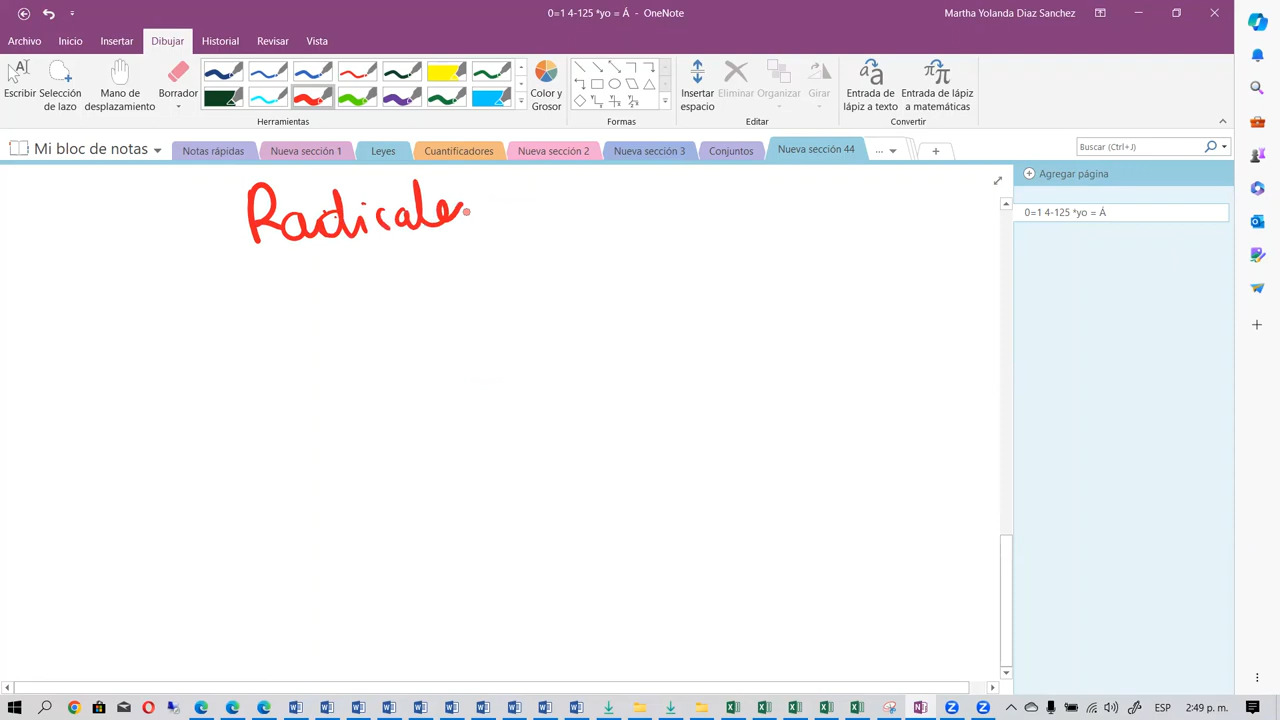 0=1 4-125 *yo = Á - OneNote
Martha Yolanda Diaz Sanchez
Archivo Inicio Insertar Dibujar Historial Revisar Vista
Escribir Selección de lazo Mano de desplazamiento Borrador
Color y Grosor
Insertar espacio Eliminar Organizar Girar
Entrada de lápiz a texto Entrada de lápiz a matemáticas
Herramientas Formas Editar Convertir
Mi bloc de notas Notas rápidas Nueva sección 1 Leyes Cuantificadores Nueva sección 2 Nueva sección 3 Conjuntos Nueva sección 44 ... +
Buscar (Ctrl+J)
Agregar página
0=1 4-125 *yo = Á
Radicale
ESP 2:49 p. m.